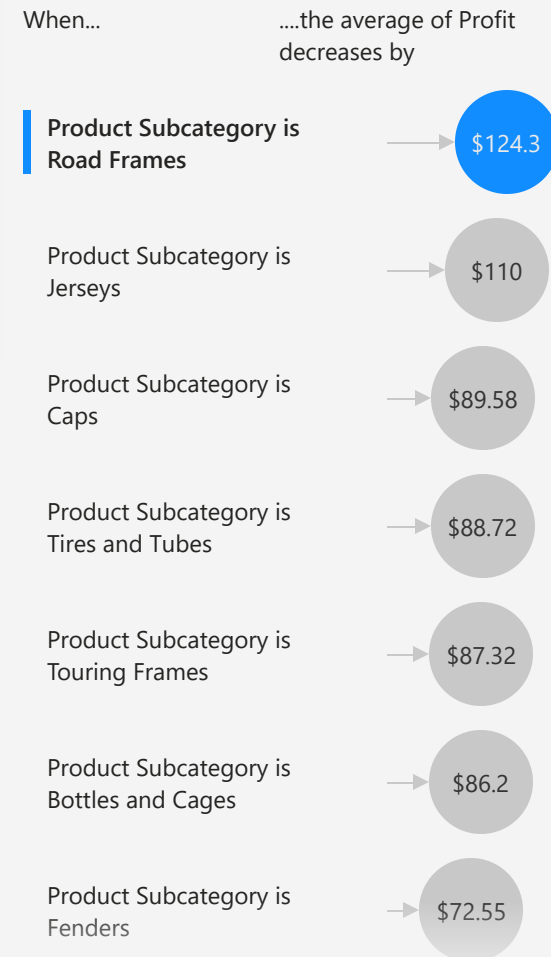 When...
....the average of Profit
decreases by
Product Subcategory is
Road Frames
$124.3
Product Subcategory is
Jerseys
$110
Product Subcategory is
Caps
$89.58
Product Subcategory is
Tires and Tubes
$88.72
Product Subcategory is
Touring Frames
$87.32
Product Subcategory is
Bottles and Cages
$86.2
Product Subcategory is
Fenders
$72.55